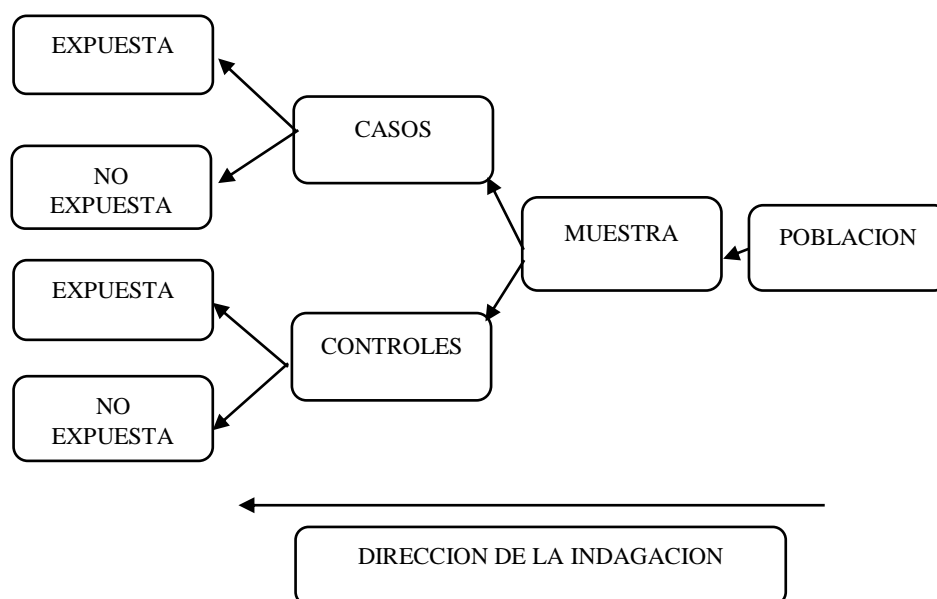 EXPUESTA
CASOS
NO
EXPUESTA
MUESTRA
POBLACION
EXPUESTA
CONTROLES
NO
EXPUESTA
DIRECCION DE LA INDAGACION